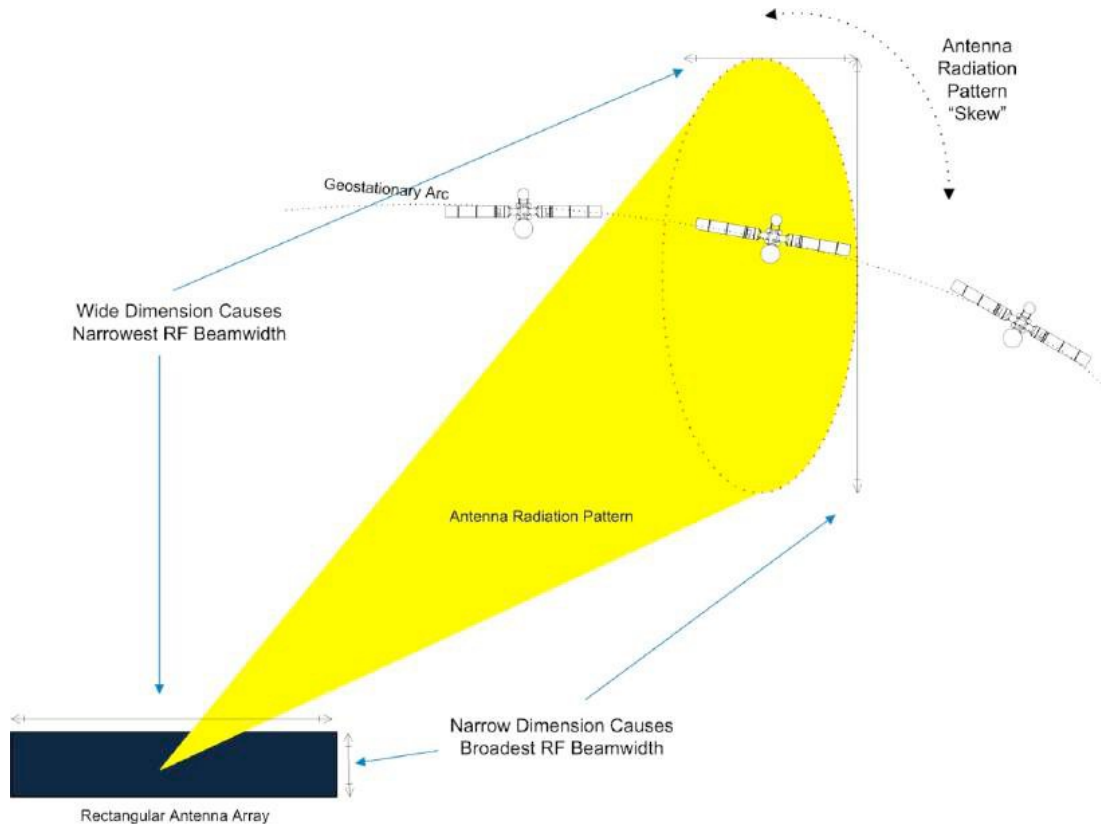 Antenna
Radiation
Pattern
“Skew”
Geostationary Arc
Wide Dimension Causes
Narrowest RF Beamwidth
Antenna Radiation Pattern
Narrow Dimension Causes
Broadest RF Beamwidth
Rectangular Antenna Array